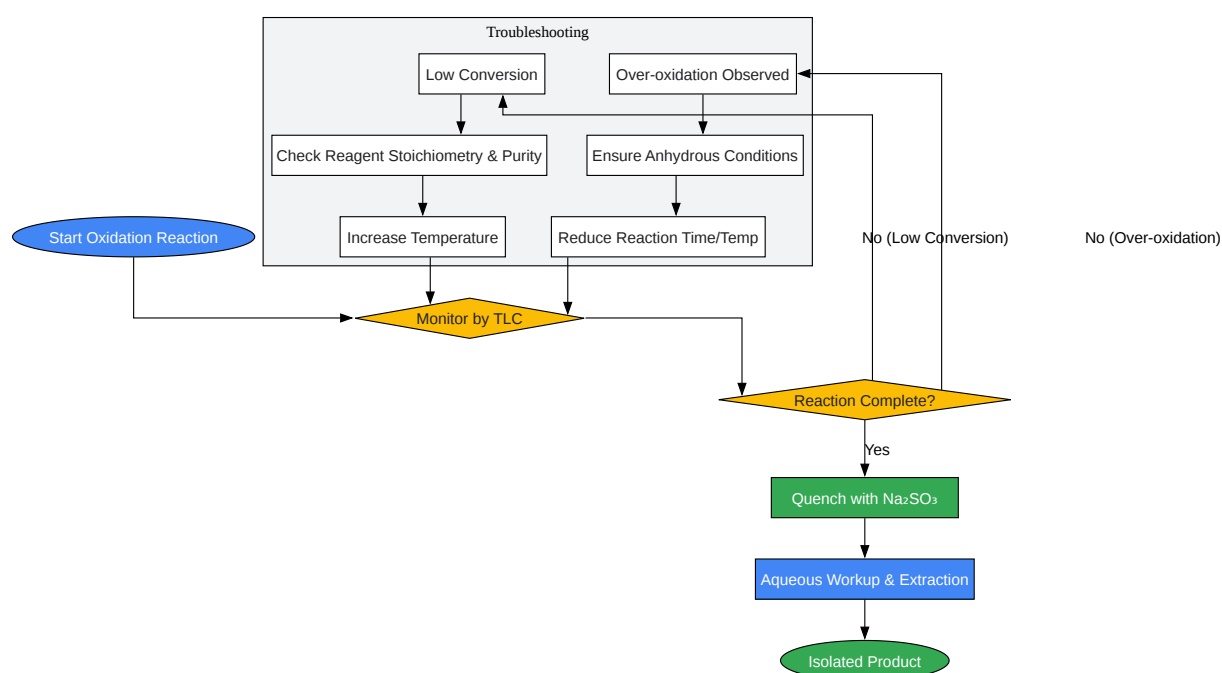 Troubleshooting
Low Conversion
Over-oxidation Observed
Check Reagent Stoichiometry & Purity
Ensure Anhydrous Conditions
Start Oxidation Reaction
Increase Temperature
Reduce Reaction Time/Temp
No (Low Conversion)
No (Over-oxidation)
Monitor by TLC
Reaction Complete?
Yes
Quench with Na₂SO₃
Aqueous Workup & Extraction
Isolated Product